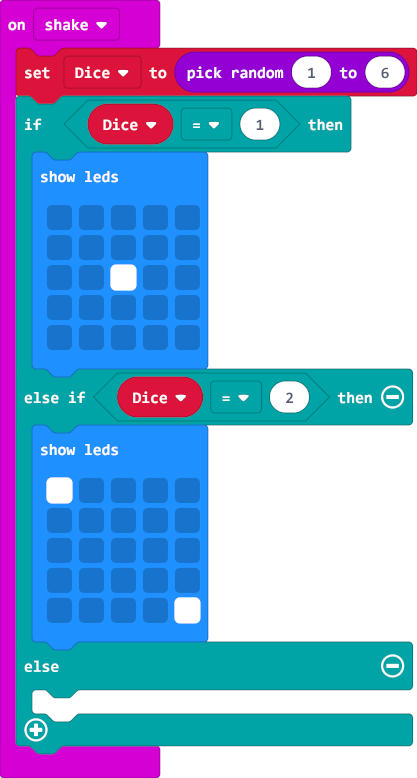 on shake
set Dice to pick random 1 to 6
if Dice = 1 then
show leds
else if Dice = 2 then
show leds
else